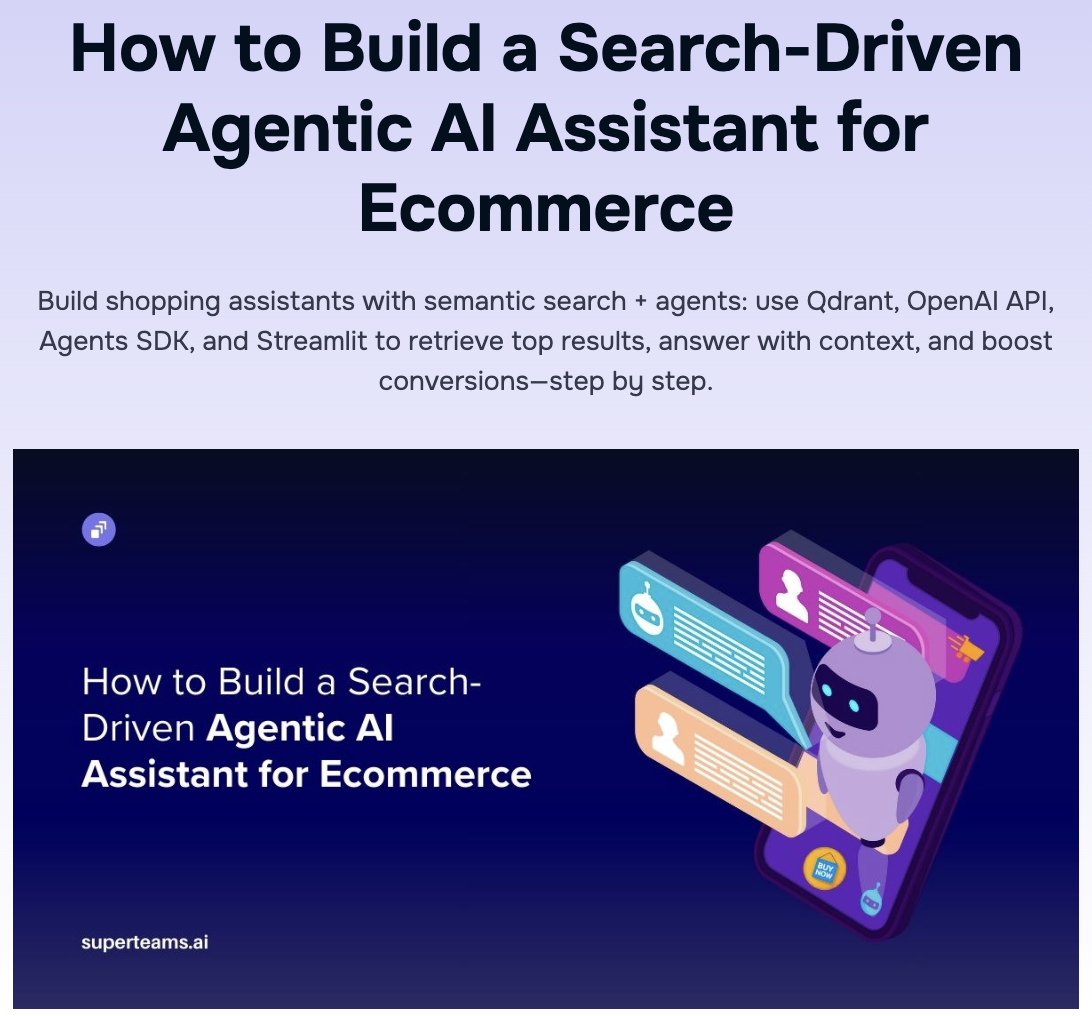 How to Build a Search-Driven
Agentic AI Assistant for
Ecommerce
Build shopping assistants with semantic search + agents: use Qdrant, OpenAI API,
Agents SDK, and Streamlit to retrieve top results, answer with context, and boost
conversions—step by step.
How to Build a Search-
Driven Agentic AI
Assistant for Ecommerce
BUY
NOW
superteams.ai